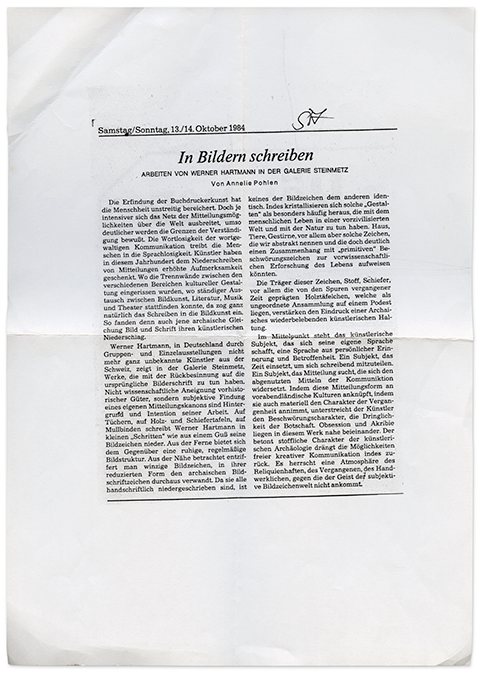 Samstag/Sonntag, 13./14. Oktober 1984
In Bildern schreiben
ARBEITEN VON WERNER HARTMANN IN DER GALERIE STEINMETZ
Von Annelie Pohlen
Die Erfindung der Buchdruckerkunst hat
die Menschheit unstreitig bereichert. Doch je
intensiver sich das Netz der Mitteilungsmög-
lichkeiten über die Welt ausbreitet, umso
deutlicher werden die Grenzen der Verständi-
gung bewußt. Die Wortlosigkeit der wortge-
waltigen Kommunikation treibt die Men-
schen in die Sprachlosigkeit. Künstler haben
in diesem Jahrhundert dem Niederschreiben
von Mitteilungen erhöhte Aufmerksamkeit
geschenkt. Wo die Trennwände zwischen den
verschiedenen Bereichen kultureller Gestal-
tung eingerissen wurden, wo ständiger Aus-
tausch zwischen Bildkunst, Literatur, Musik
und Theater stattfinden konnte, da zog ganz
natürlich das Schreiben in die Bildkunst ein.
So fanden denn auch jene archaische Glei-
chung Bild und Schrift ihren künstlerischen
Niederschlag.
Werner Hartmann, in Deutschland durch
Gruppen- und Einzelausstellungen nicht
mehr ganz unbekannte Künstler aus der
Schweiz, zeigt in der Galerie Steinmetz,
Werke, die mit der Rückbesinnung auf die
ursprüngliche Bilderschrift zu tun haben.
Nicht wissenschaftliche Aneignung vorhisto-
rischer Güter, sondern subjektive Findung
eines eigenen Mitteilungskanons sind Hinter-
grund und Intention seiner Arbeit. Auf
Tüchern, auf Holz- und Schiefertafeln, auf
Mullbinden schreibt Werner Hartmann in
kleinen „Schritten" wie aus einem Guß seine
Bildzeichen nieder. Aus der Ferne bietet sich
dem Gegenüber eine ruhige, regelmäßige
Bildstruktur. Aus der Nähe betrachtet entzif-
fert man winzige Bildzeichen, in ihrer
reduzierten Form den archaischen Bild-
schriftzeichen durchaus verwandt. Da sie alle
handschriftlich niedergeschrieben sind, ist
keines der Bildzeichen dem anderen iden-
tisch. Indes kristallisieren sich solche „Gestal-
ten" als besonders häufig heraus, die mit dem
menschlichen Leben in einer vorzivilisierten
Welt und mit der Natur zu tun haben. Haus,
Tiere, Gestirne, vor allem aber solche Zeichen,
die wir abstrakt nennen und die doch deutlich
einen Zusammenhang mit „primitiven" Be-
schwörungszeichen zur vorwissenschaftli-
chen Erforschung des Lebens aufweisen
könnten.
Die Träger dieser Zeichen, Stoff, Schiefer,
vor allem die von den Spuren vergangener
Zeit geprägten Holztäfelchen, welche als
ungeordnete Ansammlung auf einem Podest
liegen, verstärken den Eindruck einer Archai-
sches wiederbelebenden künstlerischen Hal-
tung.
Im Mittelpunkt steht das künstlerische
Subjekt, das sich seine eigene Sprache
schafft, eine Sprache aus persönlicher Erin-
nerung und Betroffenheit. Ein Subjekt, das
Zeit einsetzt, um sich schreibend mitzuteilen.
Ein Subjekt, das Mitteilung sucht, die sich den
abgenutzten Mitteln der Kommunikation
widersetzt. Indem diese Mitteilungsform an
vorabendländische Kulturen anknüpft, indem
sie auch materiell den Charakter der Vergan-
genheit annimmt, unterstreicht der Künstler
den Beschwörungscharakter, die Dringlich-
keit der Botschaft. Obsession und Akribie
liegen in diesem Werk nahe beieinander. Der
betont stoffliche Charakter der künstleri-
schen Archäologie drängt die Möglichkeiten
freier kreativer Kommunikation indes zu-
rück. Es herrscht eine Atmosphäre des
Reliquienhaften, des Vergangenen, des Hand-
werklichen, gegen die der Geist der subjekti-
ve Bildzeichenwelt nicht ankommt.